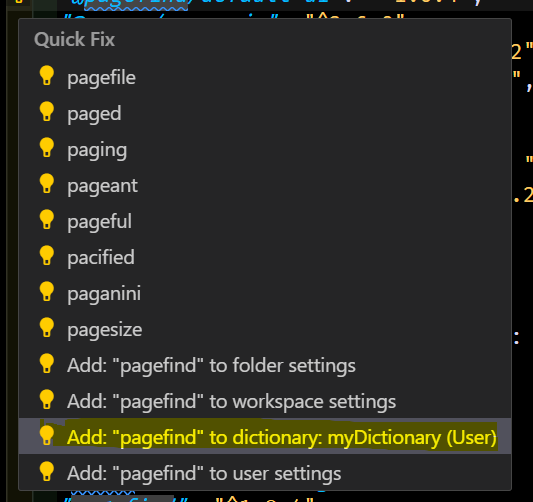 Quick Fix
pagefile
paged
paging
pageant
pageful
pacified
paganini
pagesize
Add: "pagefind" to folder settings
Add: "pagefind" to workspace settings
Add: "pagefind" to dictionary: myDictionary (User)
Add: "pagefind" to user settings